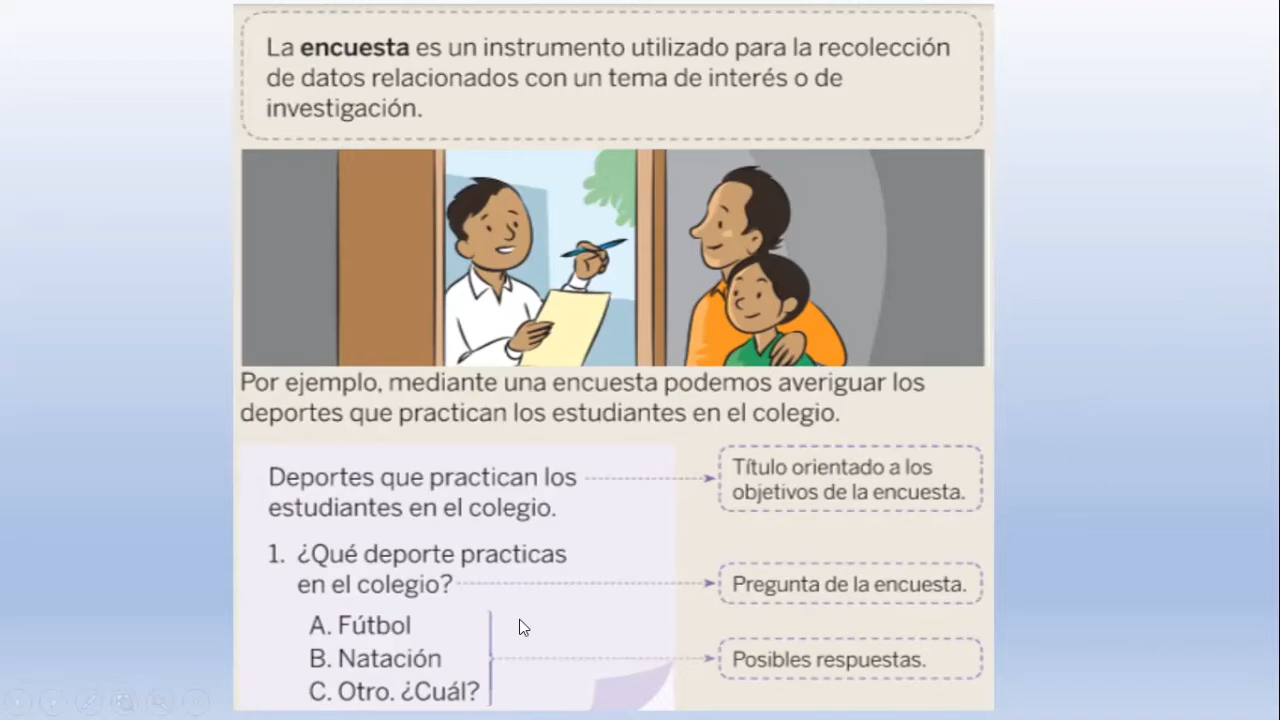 La encuesta es un instrumento utilizado para la recolección
de datos relacionados con un tema de interés o de
investigación.
Por ejemplo, mediante una encuesta podemos averiguar los
deportes que practican los estudiantes en el colegio.
Deportes que practican los
estudiantes en el colegio.
Título orientado a los
objetivos de la encuesta.
1. ¿Qué deporte practicas
en el colegio?
Pregunta de la encuesta.
A. Fútbol
B. Natación
C. Otro. ¿Cuál?
Posibles respuestas.